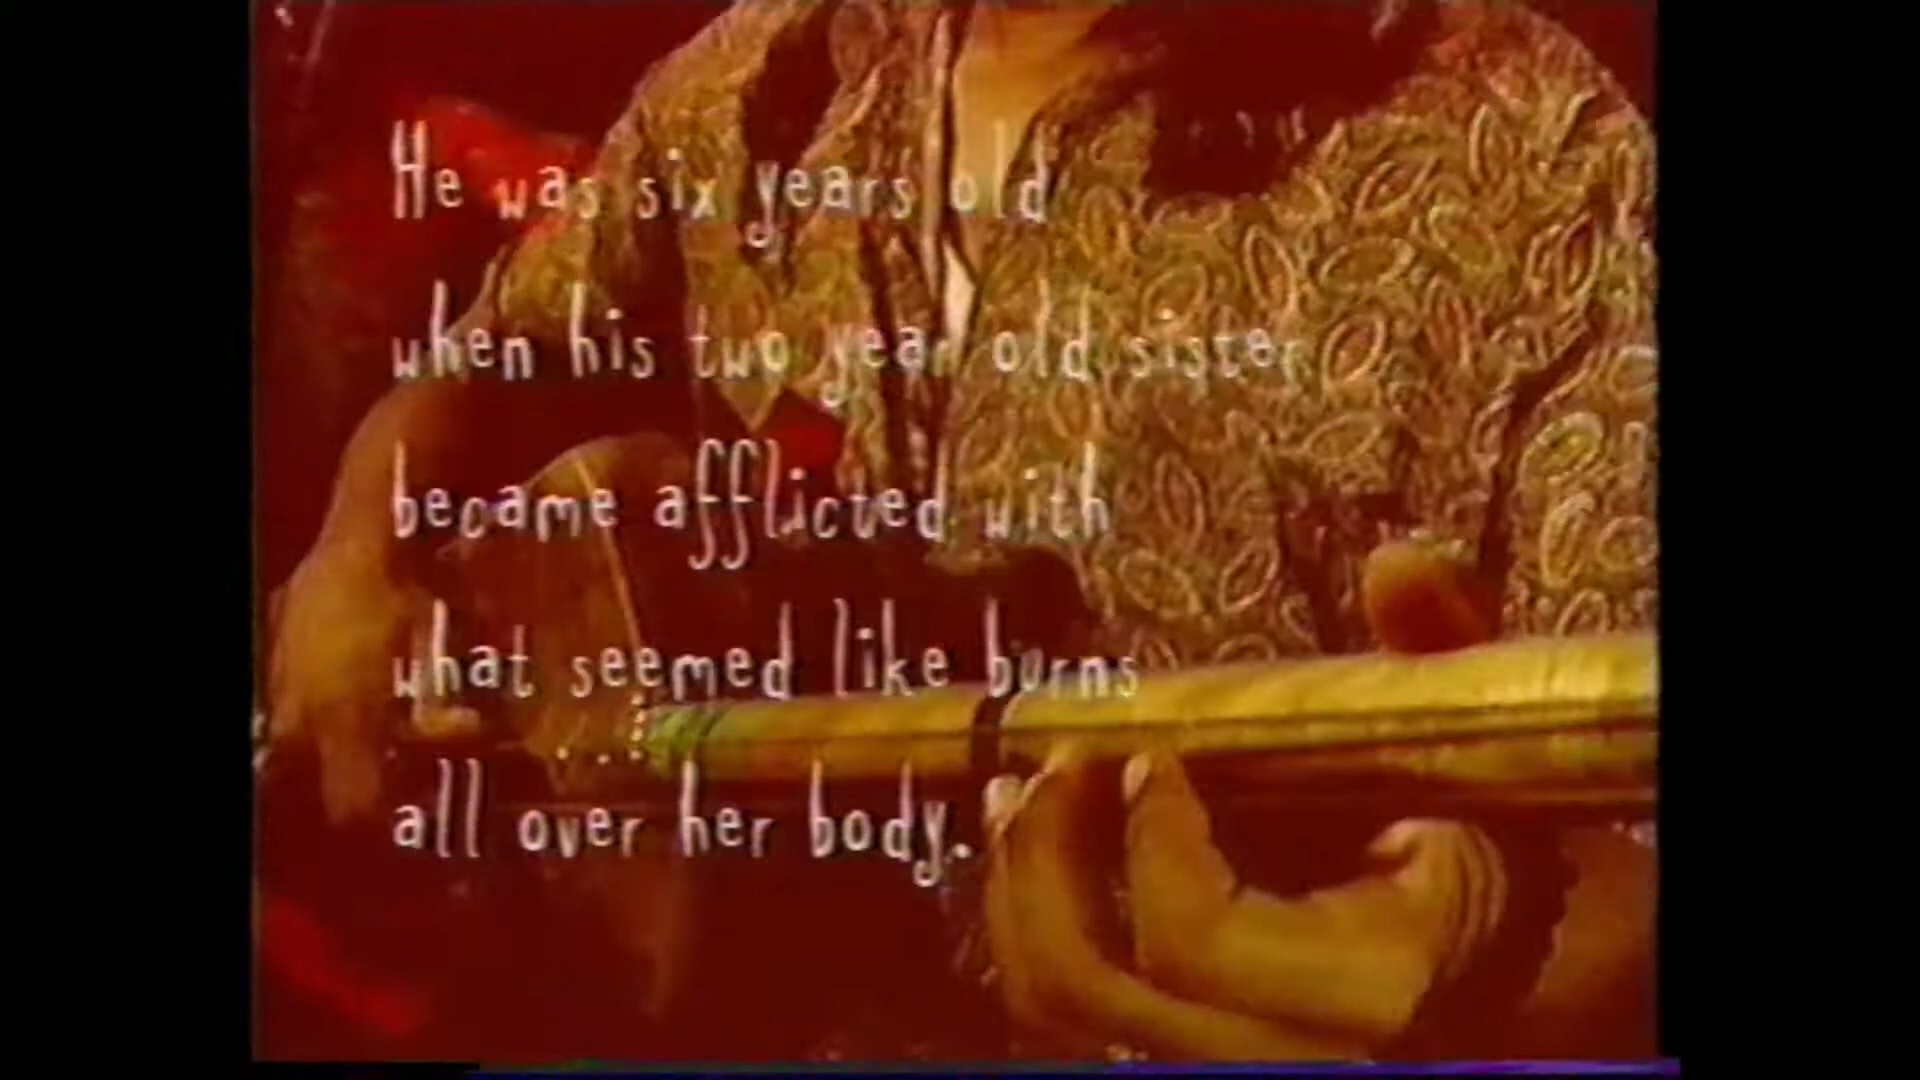 He was six years old
when his two year old sister
became afflicted with
what seemed like burns
all over her body.